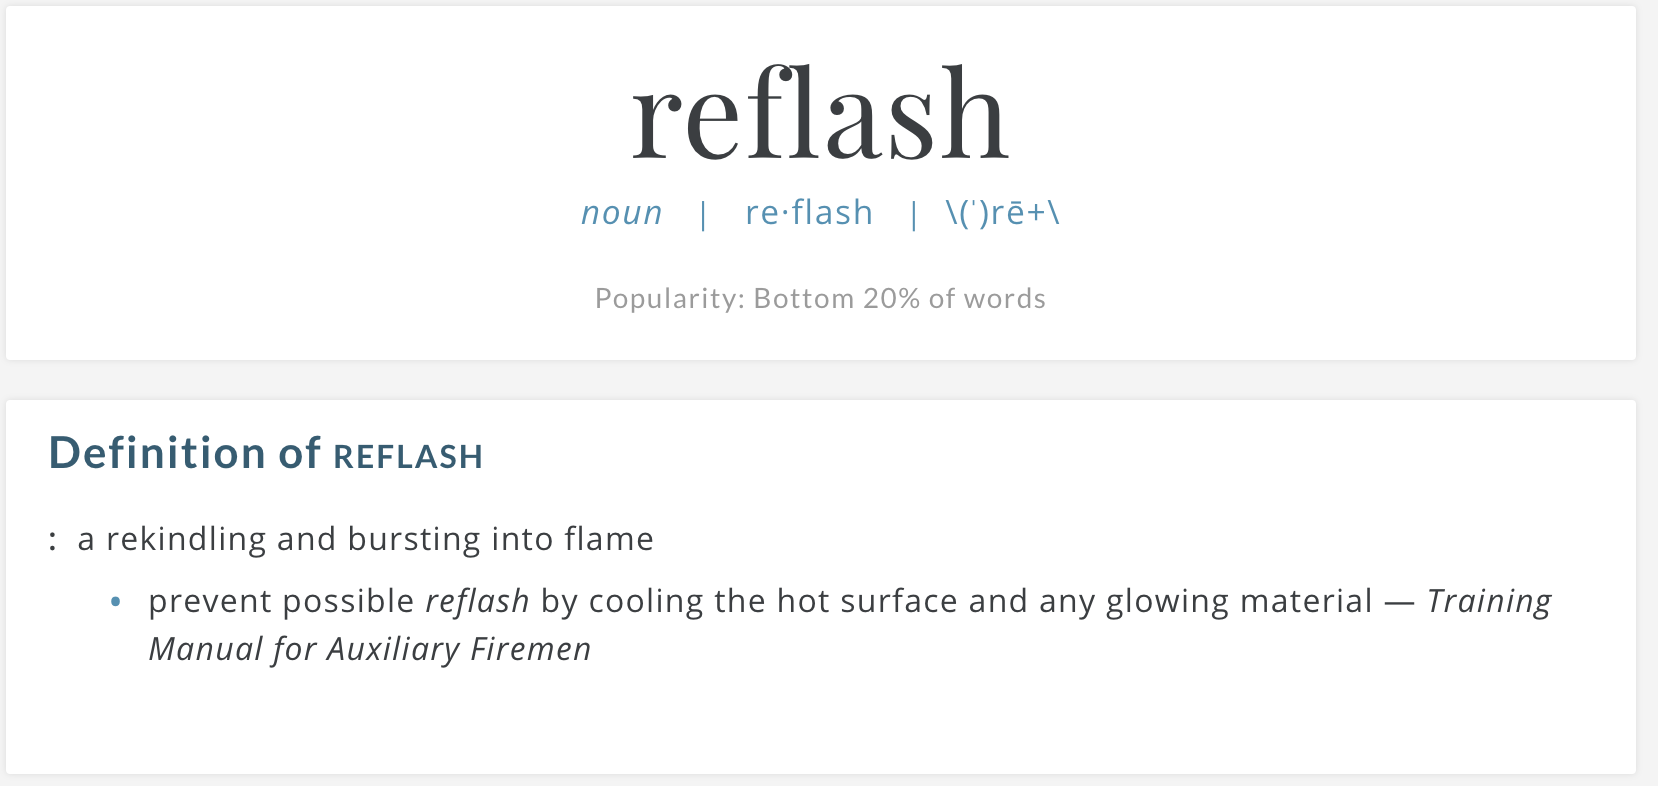 reflash
noun | re·flash | \(ˈ)rē+\
Popularity: Bottom 20% of words
Definition of REFLASH
: a rekindling and bursting into flame
• prevent possible reflash by cooling the hot surface and any glowing material — Training
Manual for Auxiliary Firemen